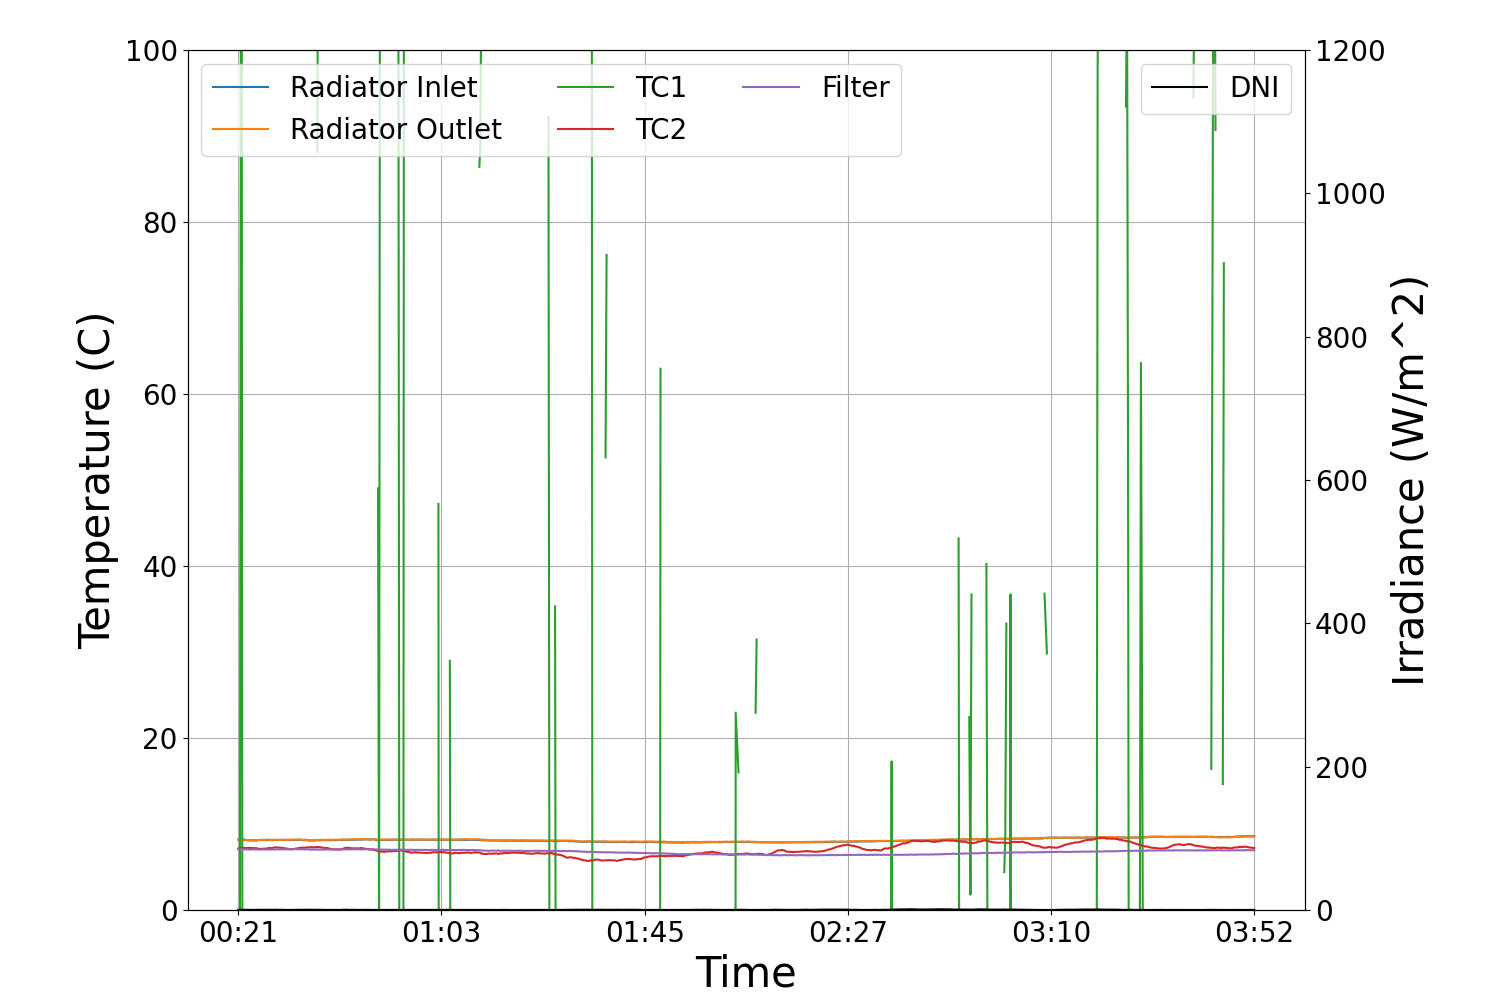 Radiator Inlet
Radiator Outlet
TC1
TC2
Filter
DNI
100
80
60
40
20
0
Temperature (C)
1200
1000
800
600
400
200
0
Irradiance (W/m^2)
00:21 01:03 01:45 02:27 03:10 03:52
Time